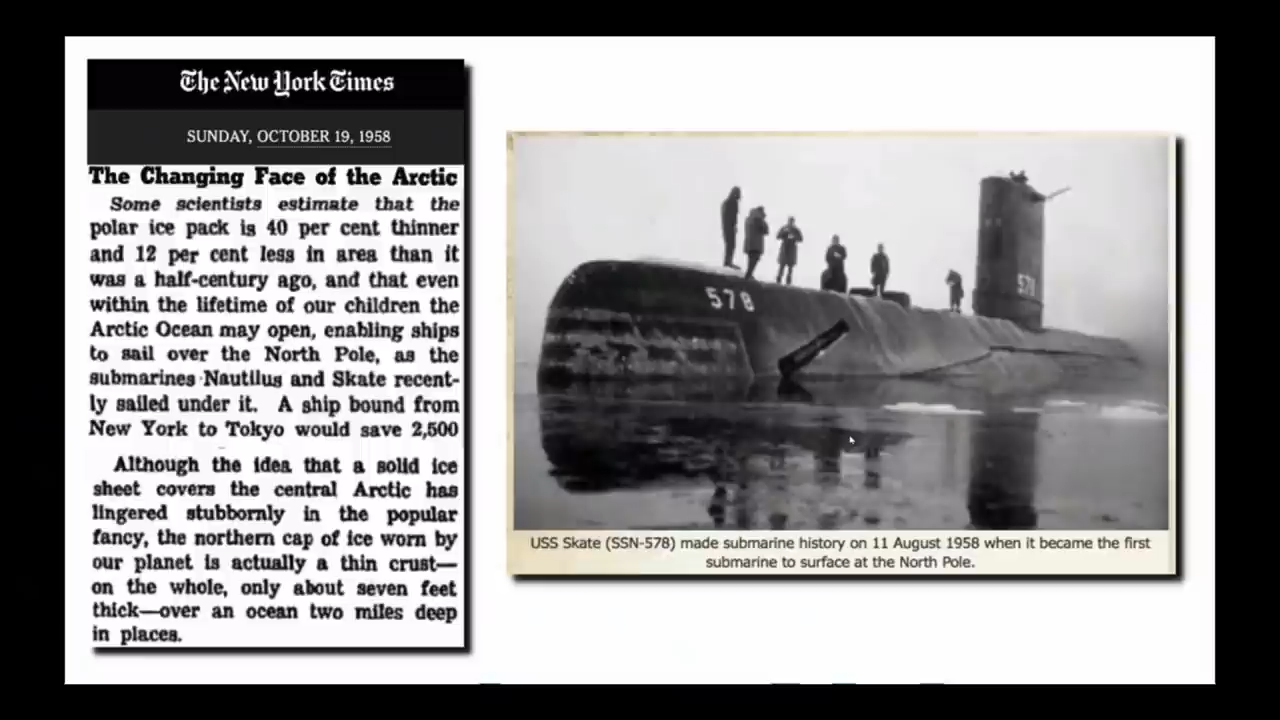 The New York Times
SUNDAY, OCTOBER 19, 1958
The Changing Face of the Arctic
Some scientists estimate that the
polar ice pack is 40 per cent thinner
and 12 per cent less in area than it
was a half-century ago, and that even
within the lifetime of our children the
Arctic Ocean may open, enabling ships
to sail over the North Pole, as the
submarines Nautilus and Skate recent-
ly sailed under it. A ship bound from
New York to Tokyo would save 2,500
Although the idea that a solid ice
sheet covers the central Arctic has
lingered stubbornly in the popular
fancy, the northern cap of ice worn by
our planet is actually a thin crust—
on the whole, only about seven feet
thick—over an ocean two miles deep
in places.
578
578
USS Skate (SSN-578) made submarine history on 11 August 1958 when it became the first
submarine to surface at the North Pole.